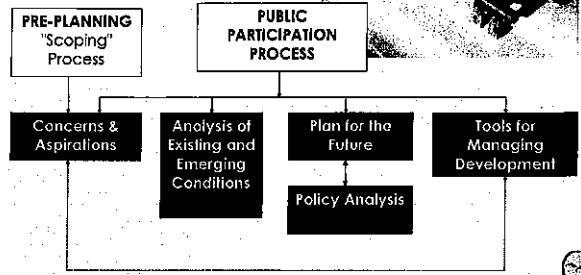 PRE-PLANNING
"Scoping"
Process
PUBLIC
PARTICIPATION
PROCESS
Concerns &
Aspirations
Analysis of
Existing and
Emerging
Conditions
Plan for the
Future
Policy Analysis
Tools for
Managing
Development